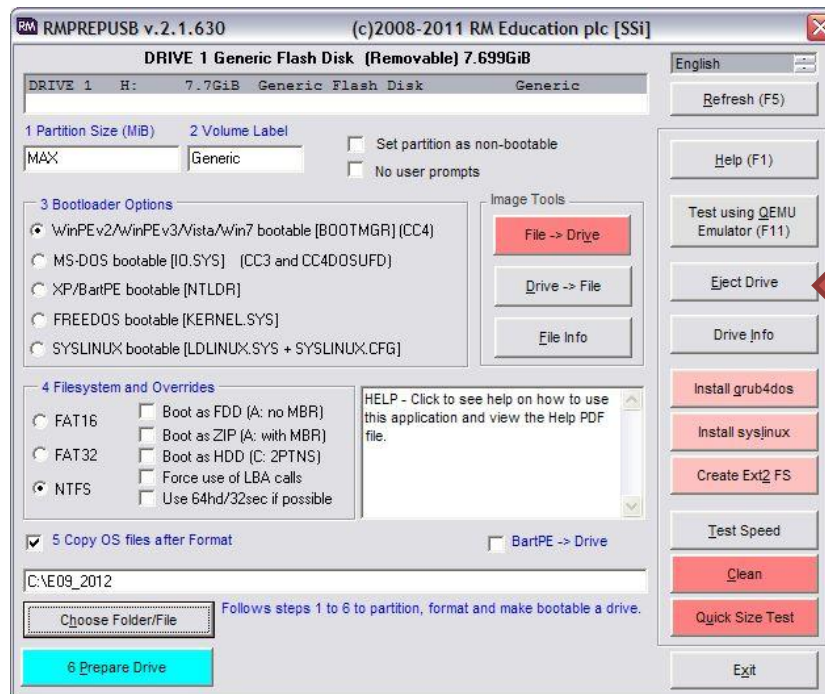 RM RMPREPUSB v.2.1.630 (c)2008-2011 RM Education plc [SSi]
DRIVE 1 Generic Flash Disk (Removable) 7.699GiB
DRIVE 1 H: 7.7GiB Generic Flash Disk Generic
English
Refresh (F5)
1 Partition Size (MiB) 2 Volume Label
MAX Generic
Set partition as non-bootable
No user prompts
Help (F1)
Test using QEMU
Emulator (F11)
Eject Drive
Drive Info
Install grub4dos
Install syslinux
Create Ext2 FS
Test Speed
Clean
Quick Size Test
Exit
3 Bootloader Options
WinPEv2/WinPEv3/Vista/Win7 bootable [BOOTMGR] (CC4)
MS-DOS bootable [IO.SYS] (CC3 and CC4DOSUFD)
XP/BartPE bootable [NTLDR]
FREEDOS bootable [KERNEL.SYS]
SYSLINUX bootable [LDLINUX.SYS + SYSLINUX.CFG]
Image Tools
File -> Drive
Drive -> File
File Info
4 Filesystem and Overrides
FAT16
FAT32
NTFS
Boot as FDD (A: no MBR)
Boot as ZIP (A: with MBR)
Boot as HDD (C: 2PTNS)
Force use of LBA calls
Use 64hd/32sec if possible
HELP - Click to see help on how to use
this application and view the Help PDF
file.
5 Copy OS files after Format
BartPE -> Drive
C:\E09_2012
Choose Folder/File
Follows steps 1 to 6 to partition, format and make bootable a drive.
6 Prepare Drive